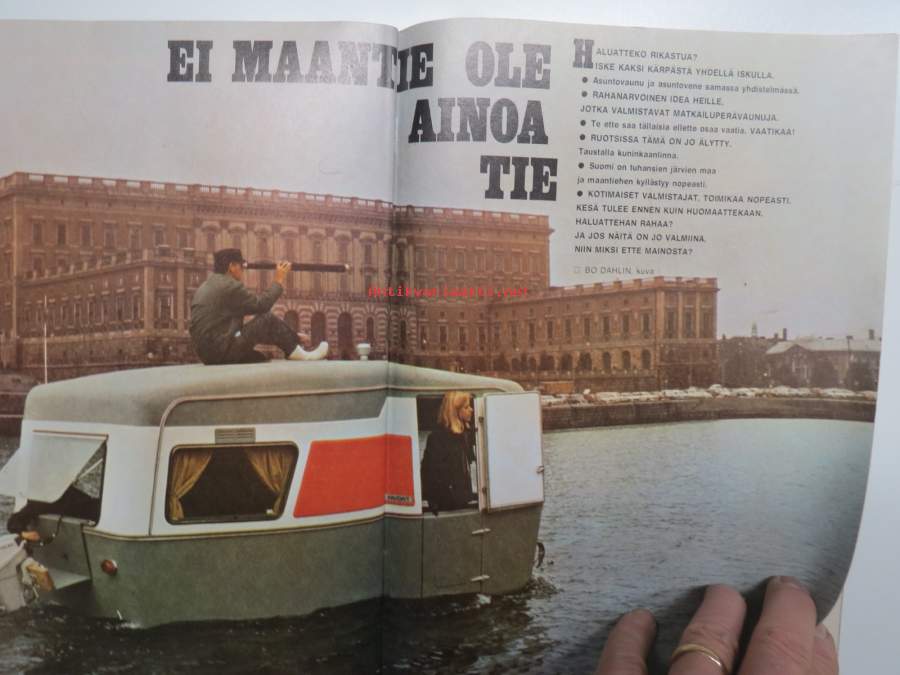 EI MAANTIE OLE
AINOA
TIE
HALUATTEKO RIKASTUA?
ISKE KAKSI KÄRPÄSTÄ YHDELLÄ ISKULLA.
● Asuntovaunu ja asuntovene samassa yhdistelmässä.
● RAHANARVOINEN IDEA HEILLE,
JOTKA VALMISTAVAT MATKAILUPERÄVAUNUJA.
● Te ette saa tällaisia ellette osaa vaatia. VAATIKAA!
● RUOTSISSA TÄMÄ ON JO ÄLYTTY.
Taustalla kuninkaanlinna.
● Suomi on tuhansien järvien maa
ja maantiehen kyllästyy nopeasti.
● KOTIMAISET VALMISTAJAT. TOIMIKAA NOPEASTI.
KESÄ TULEE ENNEN KUIN HUOMAATTEKAAN.
HALUATTEHAN RAHAA?
JA JOS NÄITÄ ON JO VALMIINA,
NIIN MIKSI ETTE MAINOSTA?
□ BO DAHLIN, kuva